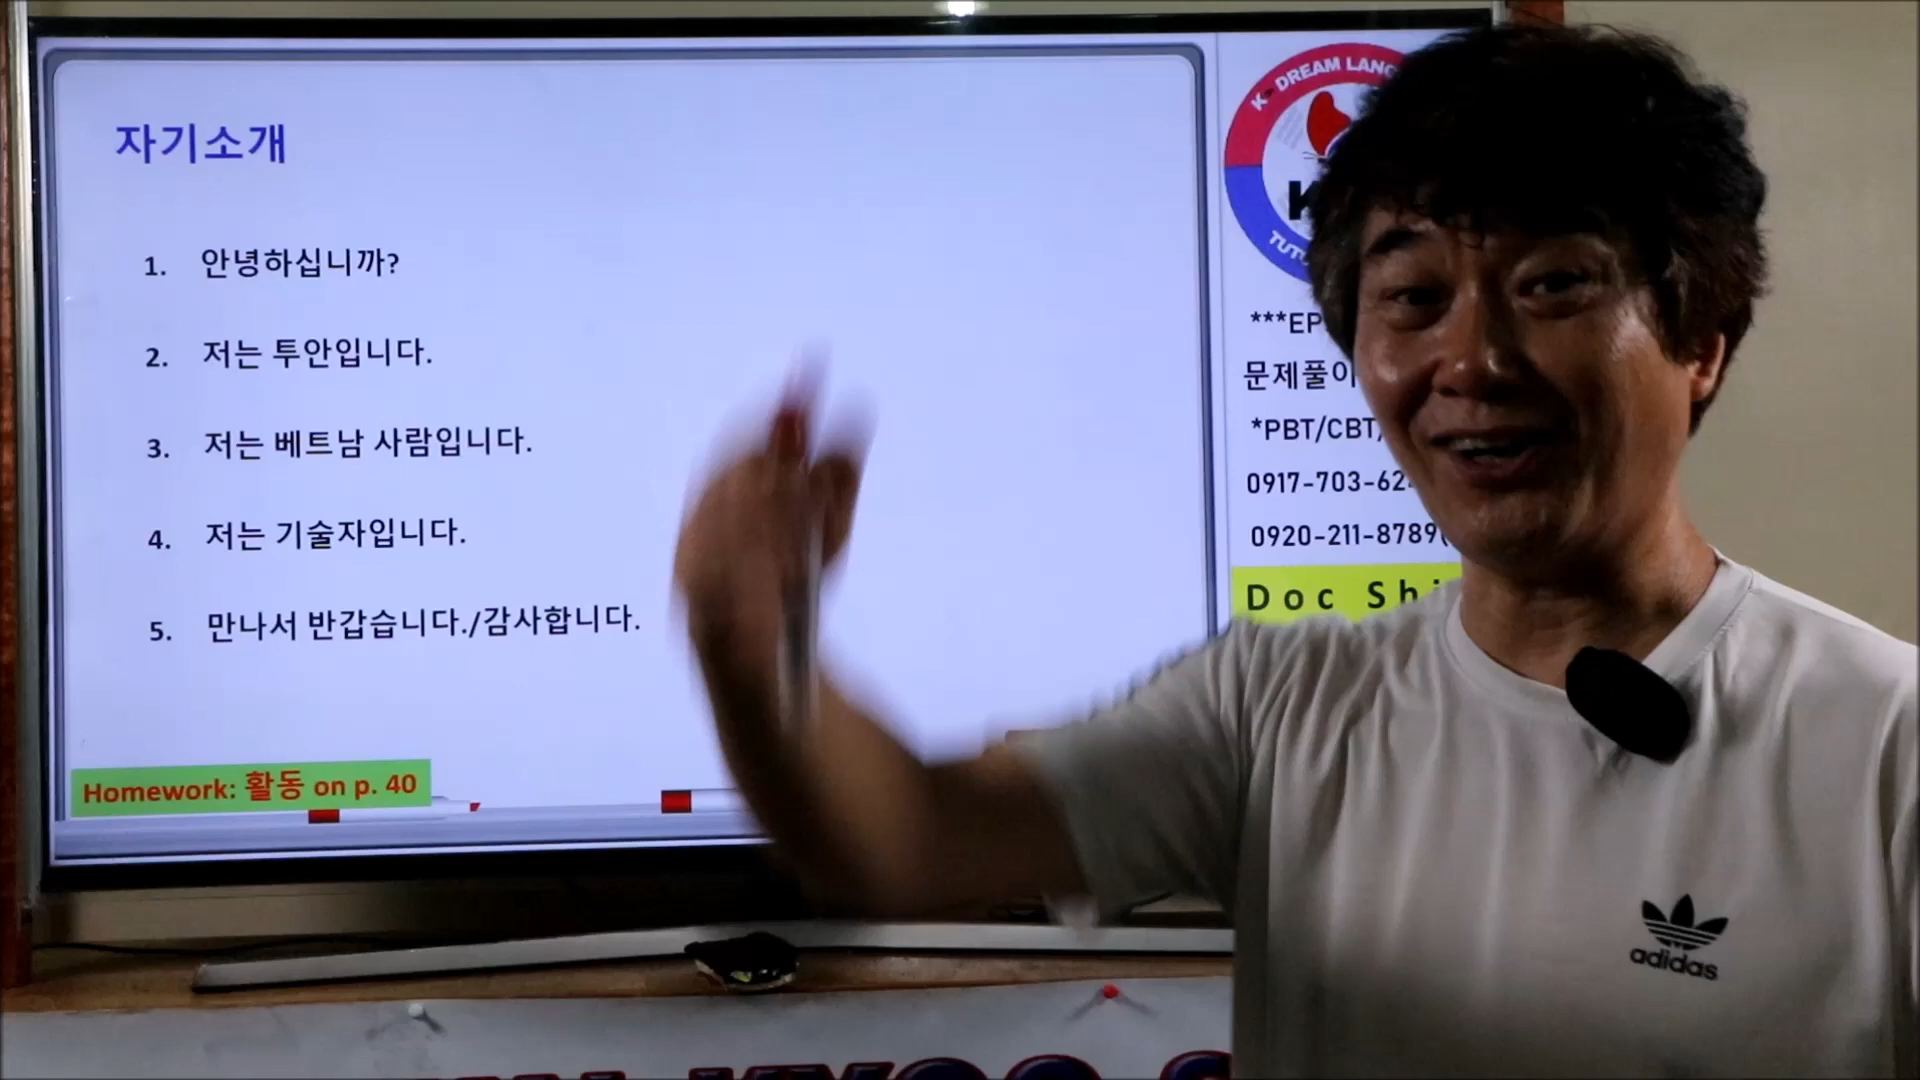 자기소개
1. 안녕하십니까?
2. 저는 투안입니다.
3. 저는 베트남 사람입니다.
4. 저는 기술자입니다.
5. 만나서 반갑습니다./감사합니다.
Homework: 활동 on p. 40
K- DREAM
***EP
문제풀이
*PBT/CBT/
0917-703-62
0920-211-8789(
Doc Shi
adidas